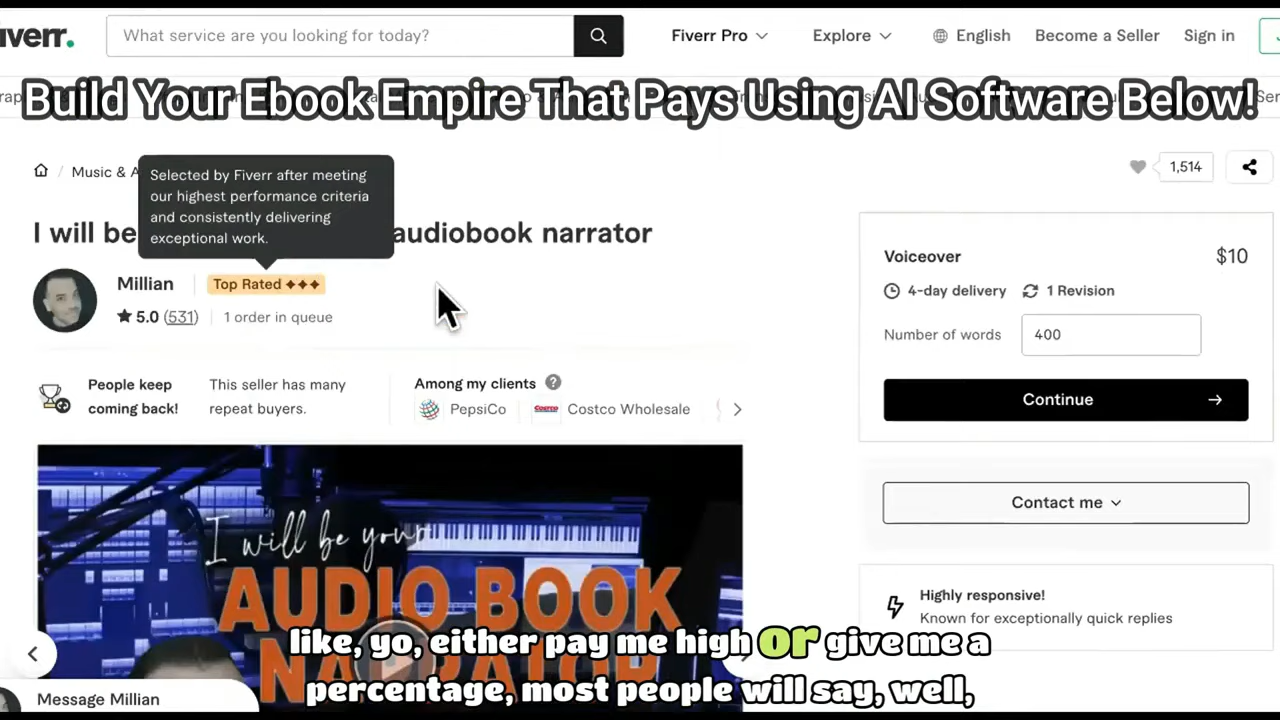 iverr.
What service are you looking for today?
Fiverr Pro
Explore
English
Become a Seller
Sign in
Build Your Ebook Empire That Pays Using AI Software Below!
Music & A
Selected by Fiverr after meeting
our highest performance criteria
and consistently delivering
exceptional work.
1,514
I will be audiobook narrator
Millian
Top Rated
5.0 (531)
1 order in queue
People keep
coming back!
This seller has many
repeat buyers.
Among my clients
PepsiCo
Costco Wholesale
Voiceover $10
4-day delivery 1 Revision
Number of words 400
Continue
Contact me
Highly responsive!
Known for exceptionally quick replies
I will be your
AUDIO BOOK
NARRATOR
like, yo, either pay me high or give me a
percentage, most people will say, well,
Message Millian